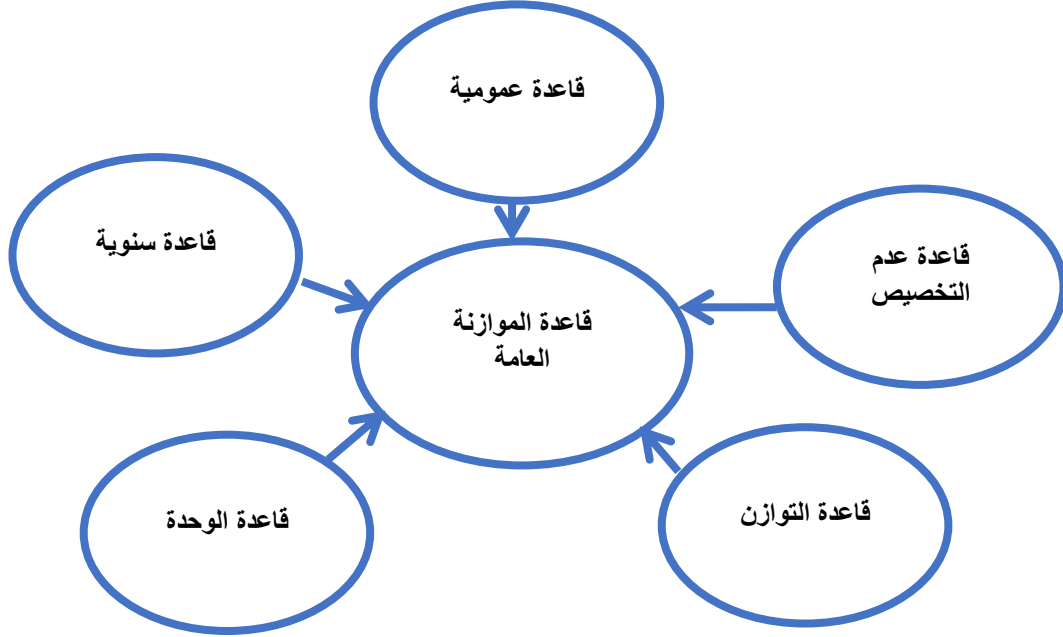 قاعدة عمومية
قاعدة عدم
التخصيص
قاعدة سنوية
قاعدة الموازنة
العامة
قاعدة التوازن
قاعدة الوحدة